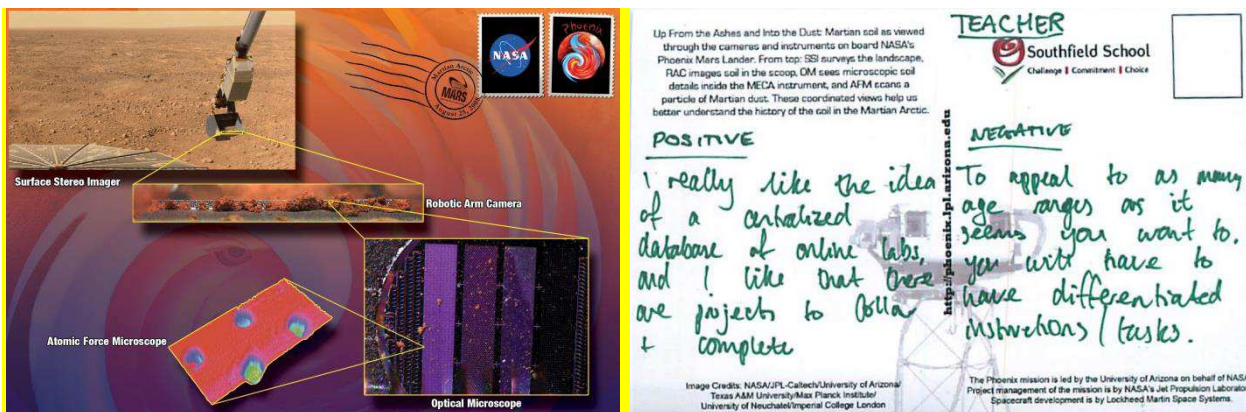 NASA
Phoenix
Martian Arctic
MARS
August 25, 2008
Surface Stereo Imager
Robotic Arm Camera
Atomic Force Microscope
Optical Microscope
Up From the Ashes and Into the Dust: Martian soil as viewed
through the cameras and instruments on board NASA's
Phoenix Mars Lander. From top: SSI surveys the landscape,
RAC images soil in the scoop, OM sees microscopic soil
details inside the MECA instrument, and AFM scans a
particle of Martian dust. These coordinated views help us
better understand the history of the soil in the Martian Arctic.
TEACHER
Southfield School
Challenge | Commitment | Choice
POSITIVE
I really like the idea
of a centralized
database of online labs,
and I like that there
are projects to follow
+ complete
http://phoenix.lpl.arizona.edu
NEGATIVE
To appeal to as many
age ranges as it
seems you want to,
you will have to
have differentiated
instructions / tasks.
Image Credits: NASA/JPL-Caltech/University of Arizona/
Texas A&M University/Max Planck Institute/
University of Neuchatel/Imperial College London
The Phoenix mission is led by the University of Arizona on behalf of NASA
Project management of the mission is by NASA's Jet Propulsion Laborator
Spacecraft development is by Lockheed Martin Space Systems.